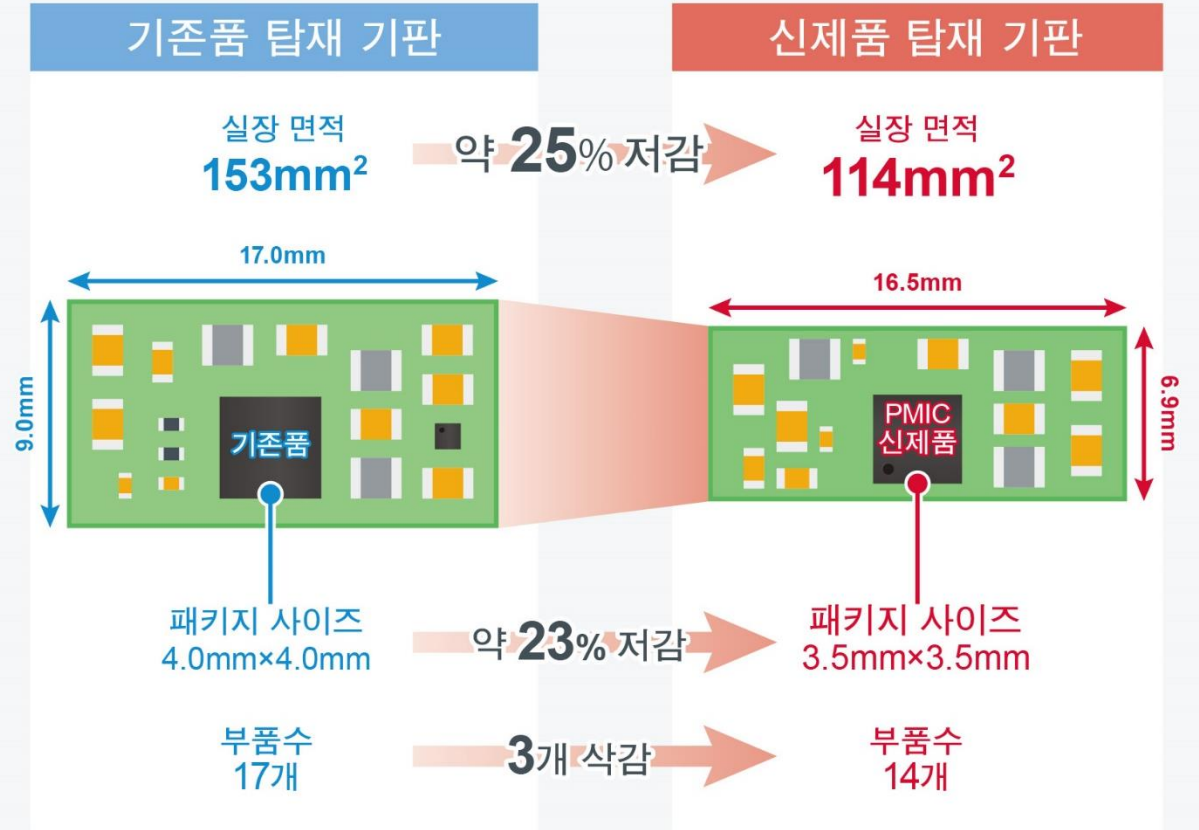 기존품 탑재 기판
신제품 탑재 기판
실장 면적
153mm²
약 25% 저감
실장 면적
114mm²
17.0mm
9.0mm
기존품
16.5mm
6.9mm
PMIC
신제품
패키지 사이즈
4.0mm×4.0mm
약 23% 저감
패키지 사이즈
3.5mm×3.5mm
부품수
17개
3개 삭감
부품수
14개